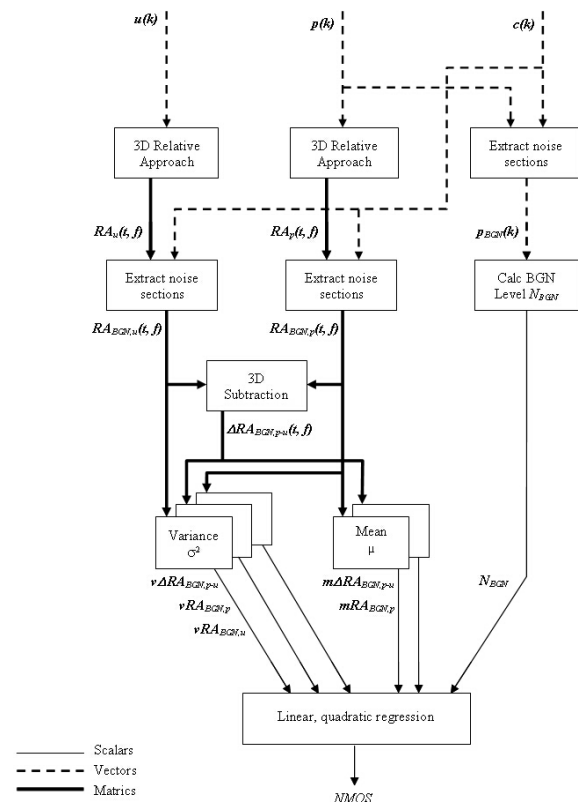 u(k)
p(k)
c(k)
3D Relative
Approach
3D Relative
Approach
Extract noise
sections
RAu(t, f)
RAp(t, f)
pBGN(k)
Extract noise
sections
Extract noise
sections
Calc BGN
Level NBGN
RABGN,u(t, f)
RABGN,p(t, f)
3D
Subtraction
ΔRABGN,p-u(t, f)
Variance
σ²
Mean
μ
vΔRABGN,p-u
mΔRABGN,p-u
NBGN
vRABGN,p
mRABGN,p
vRABGN,u
Linear, quadratic regression
Scalars
Vectors
Matrics
NMOS